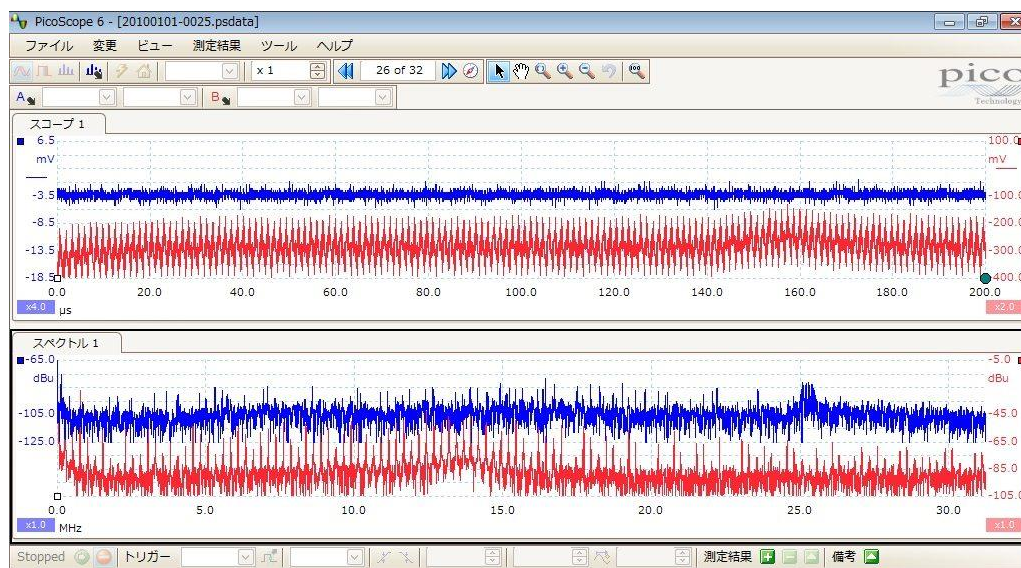 PicoScope 6 - [20100101-0025.psdata]
ファイル 変更 ビュー 測定結果 ツール ヘルプ
x 1 26 of 32
pico
Technology
A B
スコープ 1
6.5 100.0
mV mV
-3.5 -100.0
-8.5 -200.0
-13.5 -300.0
-18.5 -400.0
0.0 20.0 40.0 60.0 80.0 100.0 120.0 140.0 160.0 180.0 200.0
x4.0 µs x2.0
スペクトル 1
-65.0 -5.0
dBu dBu
-105.0 -45.0
-125.0 -65.0
-85.0
-105.0
0.0 5.0 10.0 15.0 20.0 25.0 30.0
x1.0 MHz x1.0
Stopped トリガー 測定結果 備考